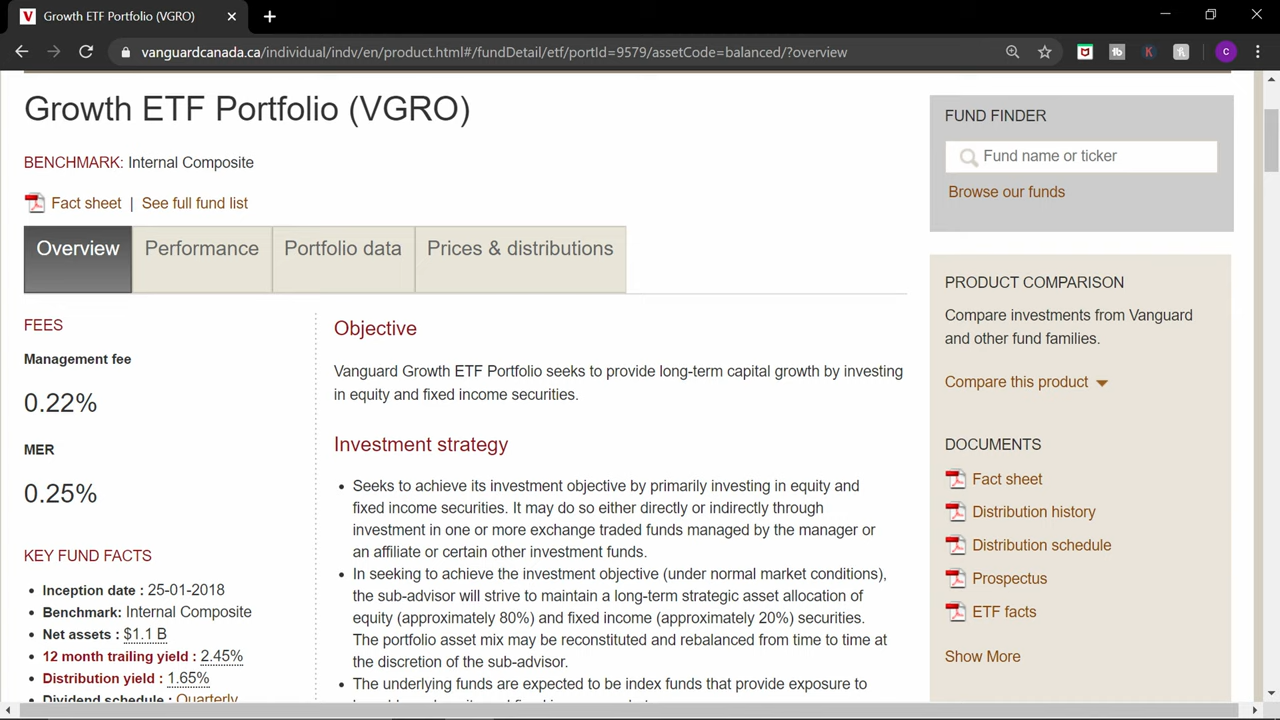 Growth ETF Portfolio (VGRO)
vanguardcanada.ca/individual/indv/en/product.html#/fundDetail/etf/portId=9579/assetCode=balanced/?overview
Growth ETF Portfolio (VGRO)
BENCHMARK: Internal Composite
Fact sheet | See full fund list
Overview
Performance
Portfolio data
Prices & distributions
FEES
Management fee
0.22%
MER
0.25%
KEY FUND FACTS
• Inception date : 25-01-2018
• Benchmark: Internal Composite
• Net assets : $1.1 B
• 12 month trailing yield : 2.45%
• Distribution yield : 1.65%
• Dividend schedule : Quarterly
Objective
Vanguard Growth ETF Portfolio seeks to provide long-term capital growth by investing
in equity and fixed income securities.
Investment strategy
• Seeks to achieve its investment objective by primarily investing in equity and
fixed income securities. It may do so either directly or indirectly through
investment in one or more exchange traded funds managed by the manager or
an affiliate or certain other investment funds.
• In seeking to achieve the investment objective (under normal market conditions),
the sub-advisor will strive to maintain a long-term strategic asset allocation of
equity (approximately 80%) and fixed income (approximately 20%) securities.
The portfolio asset mix may be reconstituted and rebalanced from time to time at
the discretion of the sub-advisor.
• The underlying funds are expected to be index funds that provide exposure to
FUND FINDER
Fund name or ticker
Browse our funds
PRODUCT COMPARISON
Compare investments from Vanguard
and other fund families.
Compare this product
DOCUMENTS
Fact sheet
Distribution history
Distribution schedule
Prospectus
ETF facts
Show More